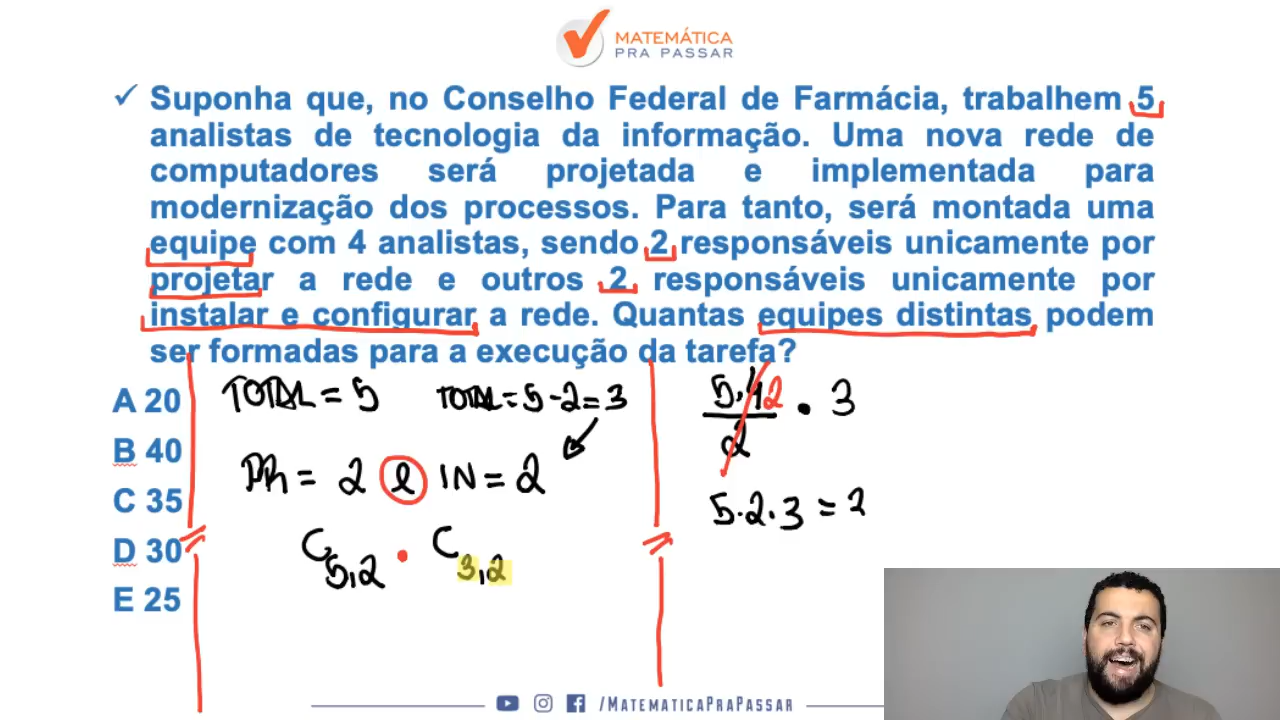 MATEMÁTICA
PRA PASSAR
✓ Suponha que, no Conselho Federal de Farmácia, trabalhem 5
analistas de tecnologia da informação. Uma nova rede de
computadores será projetada e implementada para
modernização dos processos. Para tanto, será montada uma
equipe com 4 analistas, sendo 2 responsáveis unicamente por
projetar a rede e outros 2 responsáveis unicamente por
instalar e configurar a rede. Quantas equipes distintas podem
ser formadas para a execução da tarefa?
A 20
B 40
C 35
D 30
E 25
TOTAL = 5
TOTAL = 5 - 2 = 3
PR = 2 e IN = 2
C5,2 • C3,2
5.4 2 • 3
2
5.2.3 =
/MATEMATICAPRAPASSAR